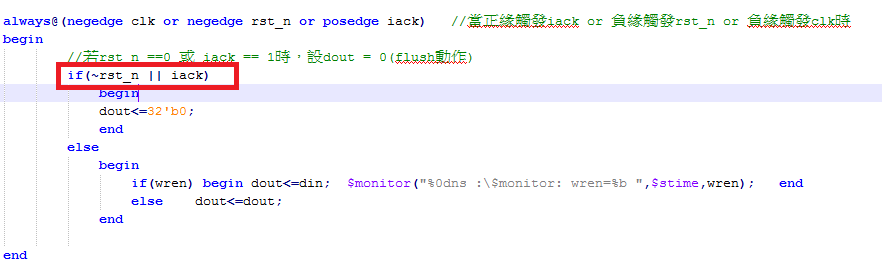 always@(negedge clk or negedge rst_n or posedge iack) //當正緣觸發iack or 負緣觸發rst_n or 負緣觸發clk時
begin
//若rst_n ==0 或 iack == 1時，設dout = 0(flush動作)
if(~rst_n || iack)
begin
dout<=32'b0;
end
else
begin
if(wren) begin dout<=din; $monitor("%0dns :\$monitor: wren=%b ",$stime,wren); end
else dout<=dout;
end
end